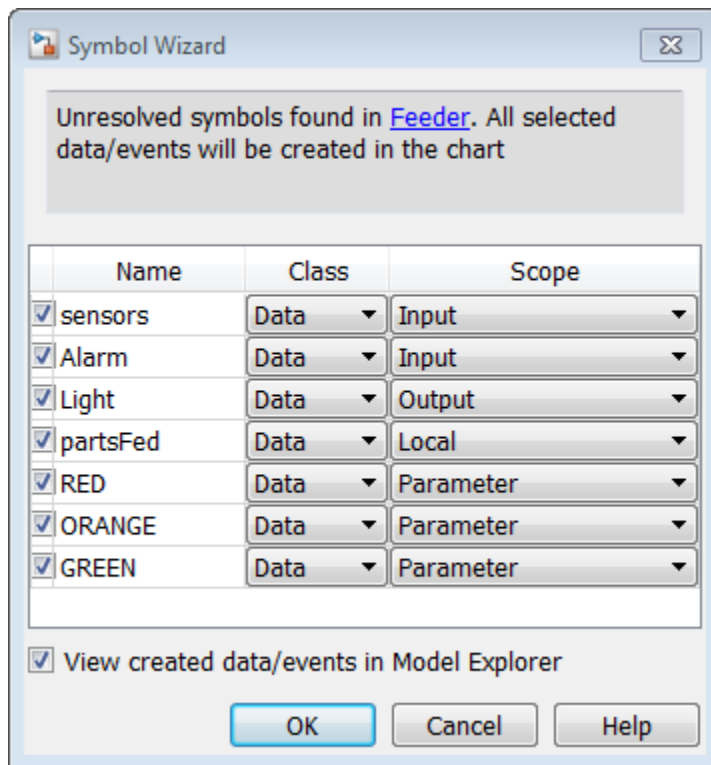 Symbol Wizard
Unresolved symbols found in Feeder. All selected
data/events will be created in the chart
Name Class Scope
sensors Data Input
Alarm Data Input
Light Data Output
partsFed Data Local
RED Data Parameter
ORANGE Data Parameter
GREEN Data Parameter
View created data/events in Model Explorer
OK Cancel Help